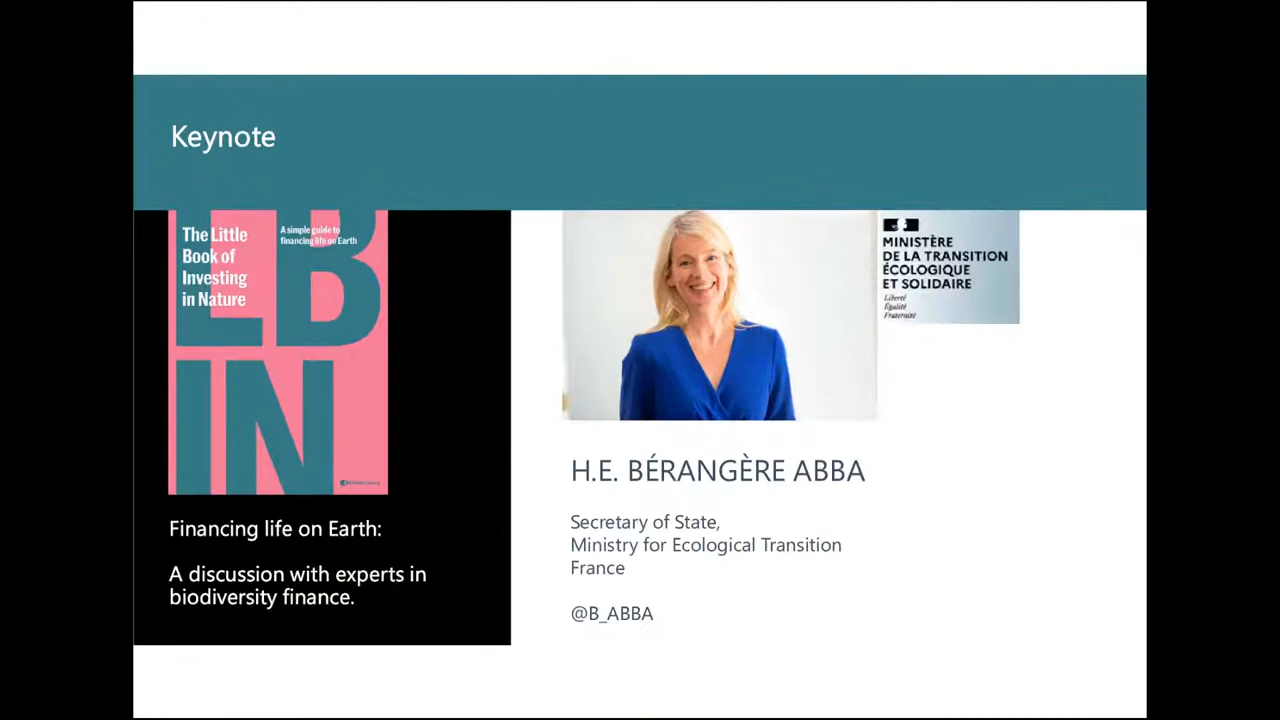 Keynote
The Little
Book of
Investing
in Nature
A simple guide to
financing life on Earth
LB
IN
Financing life on Earth:
A discussion with experts in
biodiversity finance.
MINISTÈRE
DE LA TRANSITION
ÉCOLOGIQUE
ET SOLIDAIRE
Liberté
Égalité
Fraternité
H.E. BÉRANGÈRE ABBA
Secretary of State,
Ministry for Ecological Transition
France
@B_ABBA